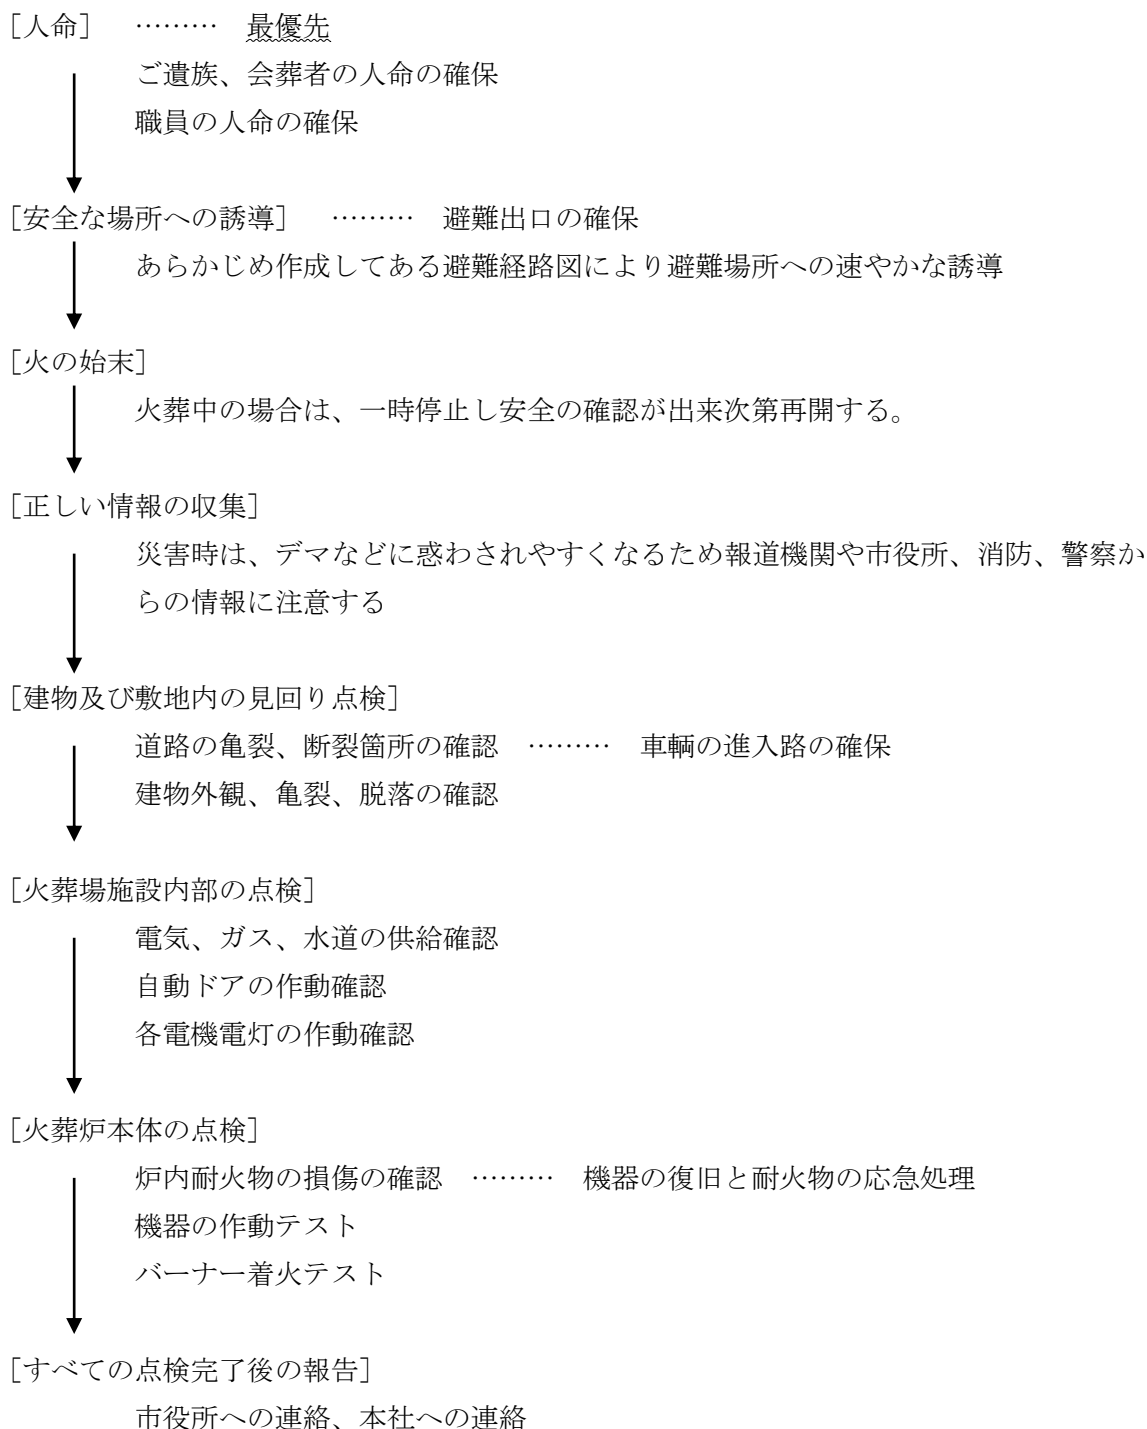 ［人命］　………　最優先
ご遺族、会葬者の人命の確保
職員の人命の確保
［安全な場所への誘導］　………　避難出口の確保
あらかじめ作成してある避難経路図により避難場所への速やかな誘導
［火の始末］
火葬中の場合は、一時停止し安全の確認が出来次第再開する。
［正しい情報の収集］
災害時は、デマなどに惑わされやすくなるため報道機関や市役所、消防、警察か
らの情報に注意する
［建物及び敷地内の見回り点検］
道路の亀裂、断裂箇所の確認　………　車輌の進入路の確保
建物外観、亀裂、脱落の確認
［火葬場施設内部の点検］
電気、ガス、水道の供給確認
自動ドアの作動確認
各電機電灯の作動確認
［火葬炉本体の点検］
炉内耐火物の損傷の確認　………　機器の復旧と耐火物の応急処理
機器の作動テスト
バーナー着火テスト
［すべての点検完了後の報告］
市役所への連絡、本社への連絡